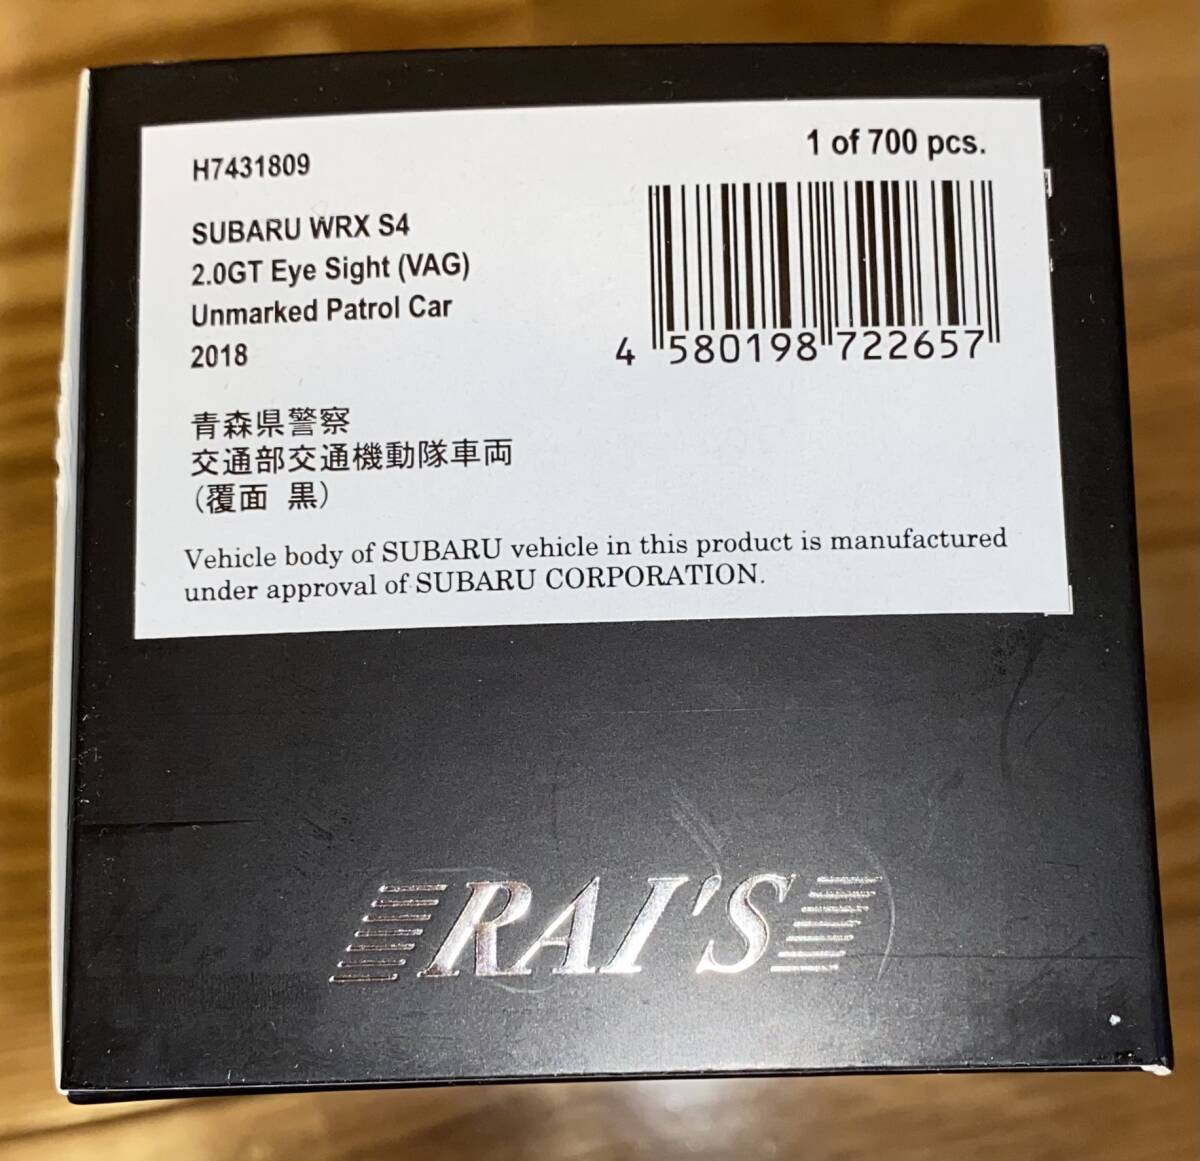 H7431809
1 of 700 pcs.
SUBARU WRX S4
2.0GT Eye Sight (VAG)
Unmarked Patrol Car
2018
4 580198 722657
青森県警察
交通部交通機動隊車両
（覆面 黒）
Vehicle body of SUBARU vehicle in this product is manufactured
under approval of SUBARU CORPORATION.
RAI'S